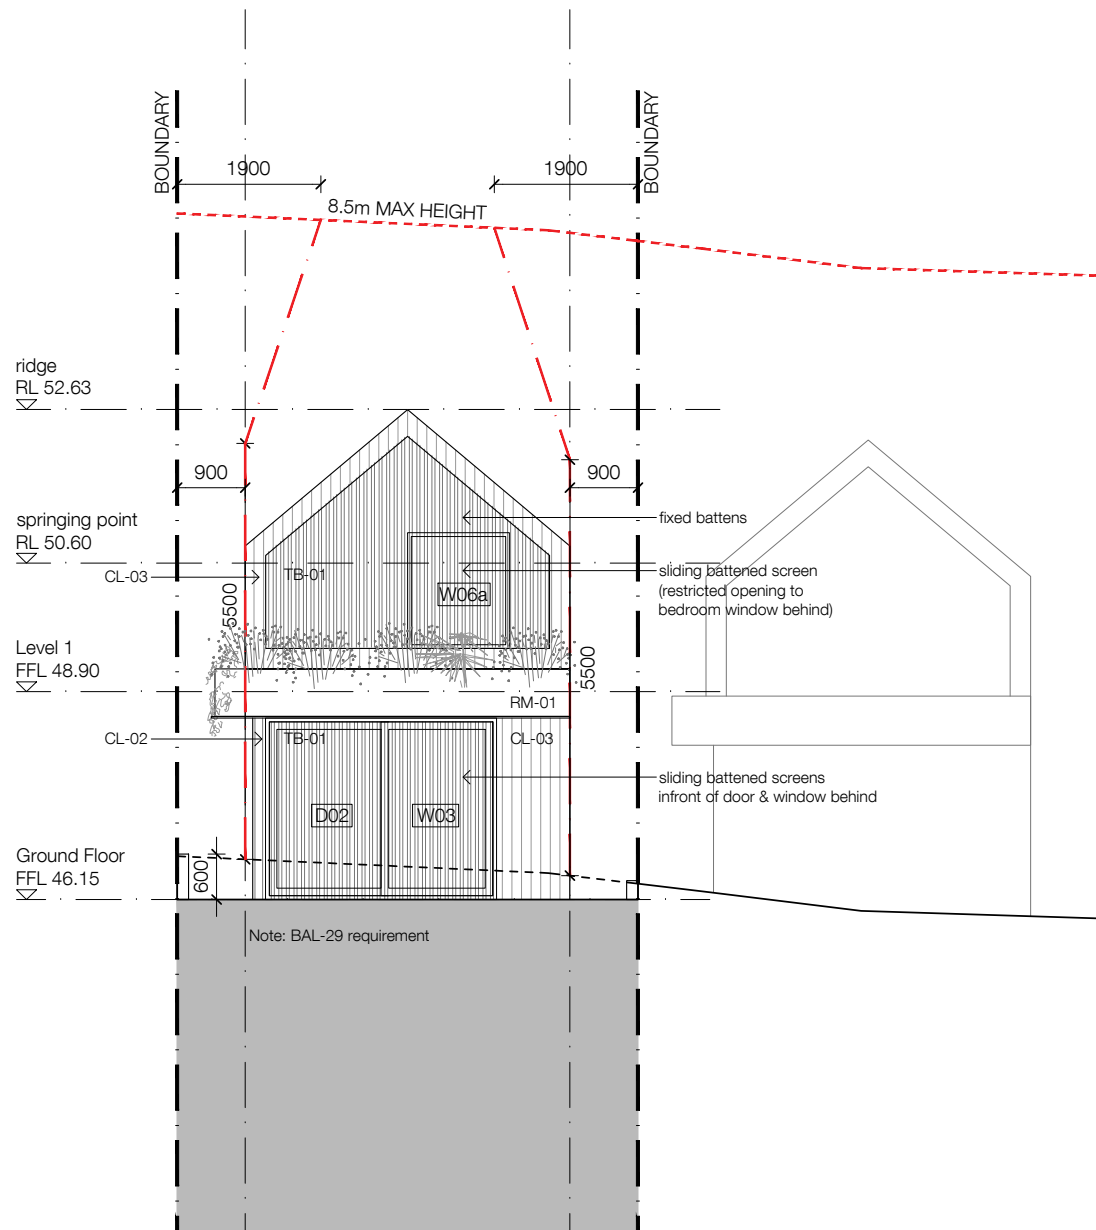 BOUNDARY
BOUNDARY
1900
1900
8.5m MAX HEIGHT
ridge
RL 52.63
900
900
springing point
RL 50.60
fixed battens
CL-03
TB-01
sliding battened screen
(restricted opening to
bedroom window behind)
W06a
5500
Level 1
FFL 48.90
5500
RM-01
CL-02
TB-01
CL-03
sliding battened screens
infront of door & window behind
D02
W03
Ground Floor
FFL 46.15
600
Note: BAL-29 requirement